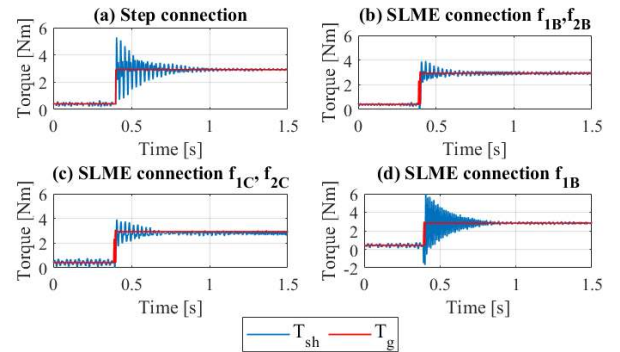 (a) Step connection
Torque [Nm]
6
4
2
0
0 0.5 1 1.5
Time [s]
(b) SLME connection f1B,f2B
Torque [Nm]
6
4
2
0
0 0.5 1 1.5
Time [s]
(c) SLME connection f1C, f2C
Torque [Nm]
6
4
2
0
0 0.5 1 1.5
Time [s]
(d) SLME connection f1B
Torque [Nm]
6
4
2
0
-2
0 0.5 1 1.5
Time [s]
Tsh Tg